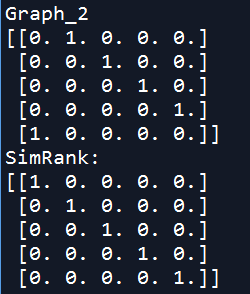 Graph_2
[[0. 1. 0. 0. 0.]
 [0. 0. 1. 0. 0.]
 [0. 0. 0. 1. 0.]
 [0. 0. 0. 0. 1.]
 [1. 0. 0. 0. 0.]]
SimRank:
[[1. 0. 0. 0. 0.]
 [0. 1. 0. 0. 0.]
 [0. 0. 1. 0. 0.]
 [0. 0. 0. 1. 0.]
 [0. 0. 0. 0. 1.]]